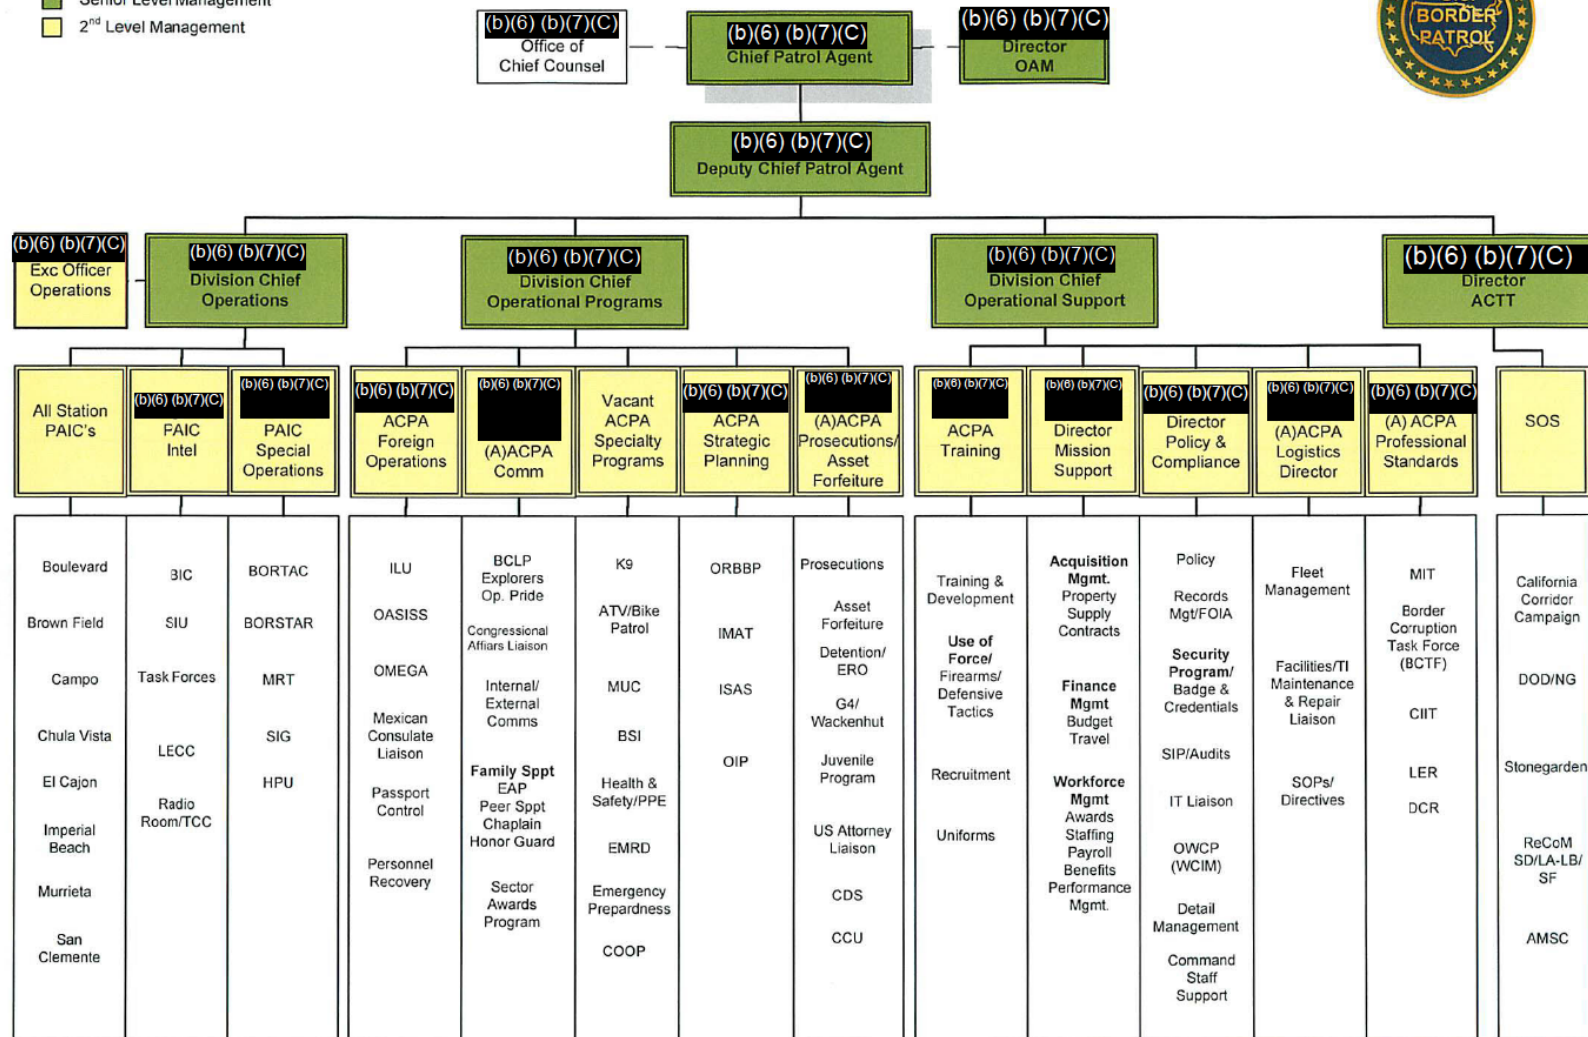 Senior Level Management
2nd Level Management
(b)(6) (b)(7)(C)
Office of
Chief Counsel
(b)(6) (b)(7)(C)
Chief Patrol Agent
(b)(6) (b)(7)(C)
Director
OAM
BORDER
PATROL
(b)(6) (b)(7)(C)
Deputy Chief Patrol Agent
(b)(6) (b)(7)(C)
Exc Officer
Operations
(b)(6) (b)(7)(C)
Division Chief
Operations
(b)(6) (b)(7)(C)
Division Chief
Operational Programs
(b)(6) (b)(7)(C)
Division Chief
Operational Support
(b)(6) (b)(7)(C)
Director
ACTT
All Station
PAIC's
(b)(6) (b)(7)(C)
PAIC
Intel
(b)(6) (b)(7)(C)
PAIC
Special
Operations
(b)(6) (b)(7)(C)
ACPA
Foreign
Operations
(b)(6) (b)(7)(C)
(A)ACPA
Comm
Vacant
ACPA
Specialty
Programs
(b)(6) (b)(7)(C)
ACPA
Strategic
Planning
(b)(6) (b)(7)(C)
(A)ACPA
Prosecutions/
Asset
Forfeiture
(b)(6) (b)(7)(C)
ACPA
Training
(b)(6) (b)(7)(C)
Director
Mission
Support
(b)(6) (b)(7)(C)
Director
Policy &
Compliance
(b)(6) (b)(7)(C)
(A)ACPA
Logistics
Director
(b)(6) (b)(7)(C)
(A) ACPA
Professional
Standards
SOS
Boulevard
Brown Field
Campo
Chula Vista
El Cajon
Imperial
Beach
Murrieta
San
Clemente
BIC
SIU
Task Forces
LECC
Radio
Room/TCC
BORTAC
BORSTAR
MRT
SIG
HPU
ILU
OASISS
OMEGA
Mexican
Consulate
Liaison
Passport
Control
Personnel
Recovery
BCLP
Explorers
Op. Pride
Congressional
Affiars Liaison
Internal/
External
Comms
Family Sppt
EAP
Peer Sppt
Chaplain
Honor Guard
Sector
Awards
Program
K9
ATV/Bike
Patrol
MUC
BSI
Health &
Safety/PPE
EMRD
Emergency
Prepardness
COOP
ORBBP
IMAT
ISAS
OIP
Prosecutions
Asset
Forfeiture
Detention/
ERO
G4/
Wackenhut
Juvenile
Program
US Attorney
Liaison
CDS
CCU
Training &
Development
Use of
Force/
Firearms/
Defensive
Tactics
Recruitment
Uniforms
Acquisition
Mgmt.
Property
Supply
Contracts
Finance
Mgmt
Budget
Travel
Workforce
Mgmt
Awards
Staffing
Payroll
Benefits
Performance
Mgmt.
Policy
Records
Mgt/FOIA
Security
Program/
Badge &
Credentials
SIP/Audits
IT Liaison
OWCP
(WCIM)
Detail
Management
Command
Staff
Support
Fleet
Management
Facilities/TI
Maintenance
& Repair
Liaison
SOPs/
Directives
MIT
Border
Corruption
Task Force
(BCTF)
CIIT
LER
DCR
California
Corridor
Campaign
DOD/NG
Stonegarden
ReCoM
SD/LA-LB/
SF
AMSC